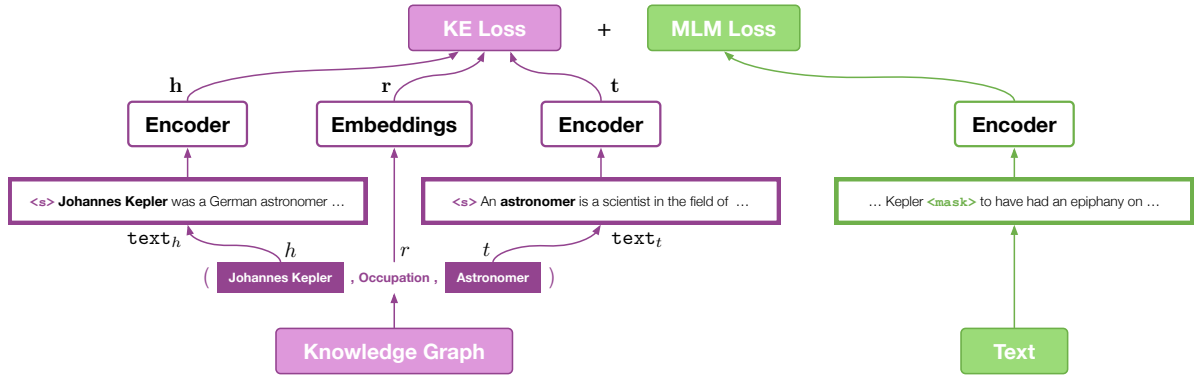 KE Loss + MLM Loss
h r t
Encoder Embeddings Encoder Encoder
<s> Johannes Kepler was a German astronomer ...
<s> An astronomer is a scientist in the field of ...
... Kepler <mask> to have had an epiphany on ...
text_h h r t text_t
( Johannes Kepler , Occupation , Astronomer )
Knowledge Graph
Text